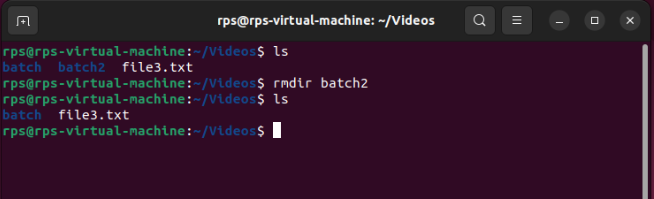 rps@rps-virtual-machine: ~/Videos
rps@rps-virtual-machine:~/Videos$ ls
batch  batch2  file3.txt
rps@rps-virtual-machine:~/Videos$ rmdir batch2
rps@rps-virtual-machine:~/Videos$ ls
batch  file3.txt
rps@rps-virtual-machine:~/Videos$